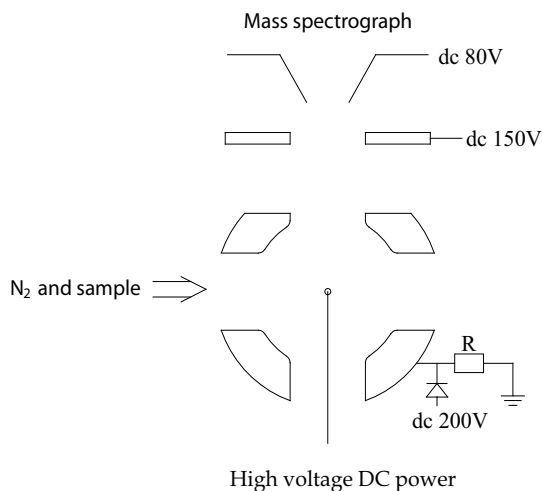 Mass spectrograph
dc 80V
dc 150V
N₂ and sample
R
dc 200V
High voltage DC power